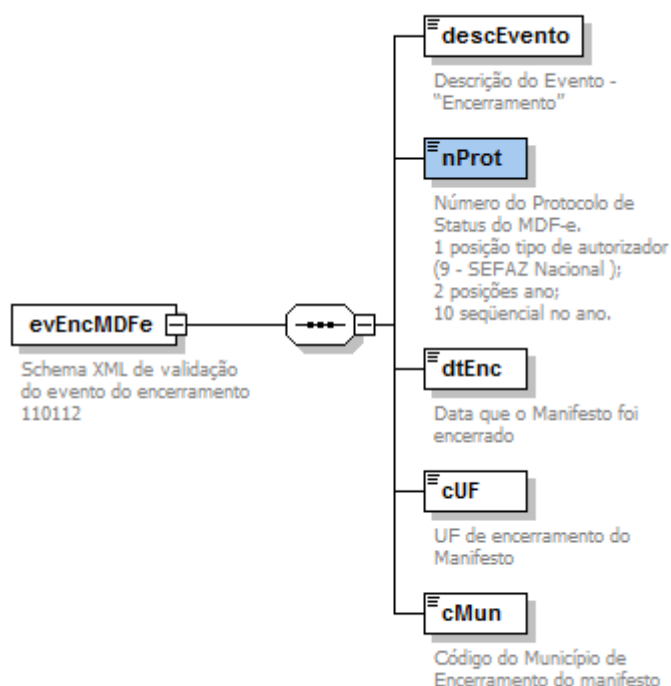 descEvento
Descrição do Evento -
"Encerramento"
nProt
Número do Protocolo de
Status do MDF-e.
1 posição tipo de autorizador
(9 - SEFAZ Nacional );
2 posições ano;
10 seqüencial no ano.
evEncMDFe
Schema XML de validação
do evento do encerramento
110112
dtEnc
Data que o Manifesto foi
encerrado
cUF
UF de encerramento do
Manifesto
cMun
Código do Município de
Encerramento do manifesto